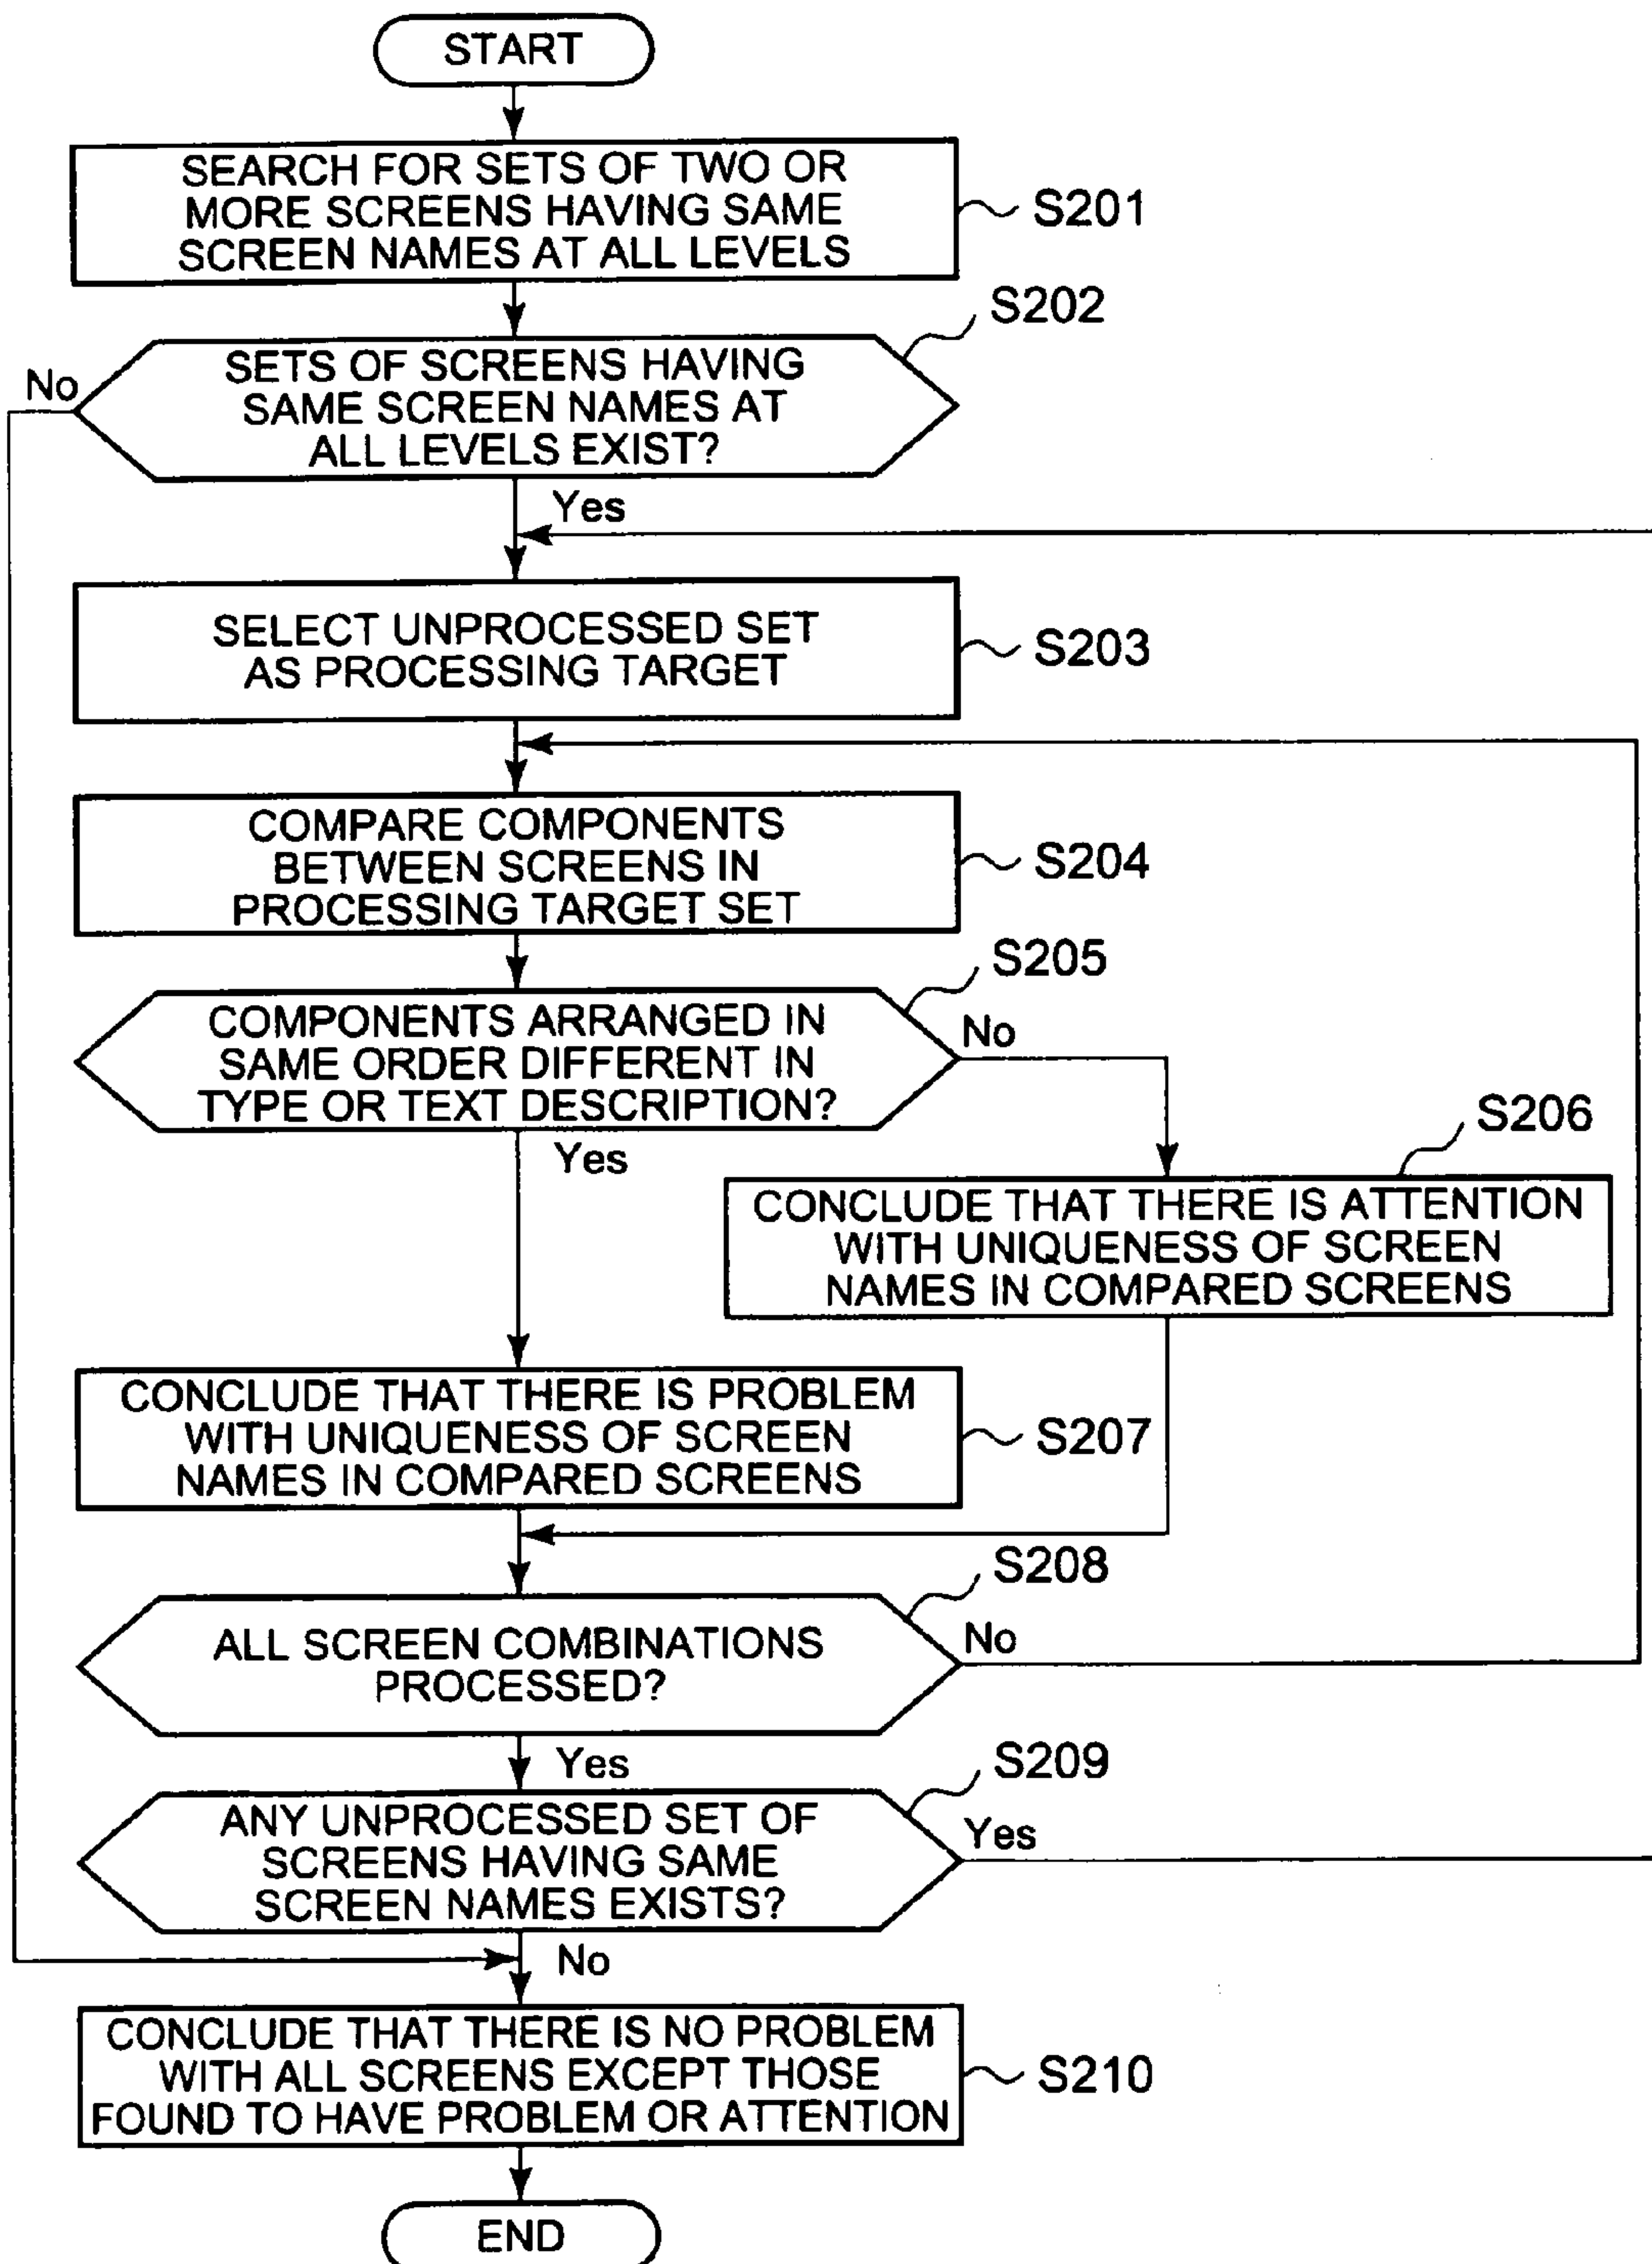 START
SEARCH FOR SETS OF TWO OR
MORE SCREENS HAVING SAME
SCREEN NAMES AT ALL LEVELS
S201
S202
SETS OF SCREENS HAVING
SAME SCREEN NAMES AT
ALL LEVELS EXIST?
No
Yes
SELECT UNPROCESSED SET
AS PROCESSING TARGET
S203
COMPARE COMPONENTS
BETWEEN SCREENS IN
PROCESSING TARGET SET
S204
S205
COMPONENTS ARRANGED IN
SAME ORDER DIFFERENT IN
TYPE OR TEXT DESCRIPTION?
No
Yes
S206
CONCLUDE THAT THERE IS ATTENTION
WITH UNIQUENESS OF SCREEN
NAMES IN COMPARED SCREENS
CONCLUDE THAT THERE IS PROBLEM
WITH UNIQUENESS OF SCREEN
NAMES IN COMPARED SCREENS
S207
S208
ALL SCREEN COMBINATIONS
PROCESSED?
No
Yes
S209
ANY UNPROCESSED SET OF
SCREENS HAVING SAME
SCREEN NAMES EXISTS?
Yes
No
CONCLUDE THAT THERE IS NO PROBLEM
WITH ALL SCREENS EXCEPT THOSE
FOUND TO HAVE PROBLEM OR ATTENTION
S210
END